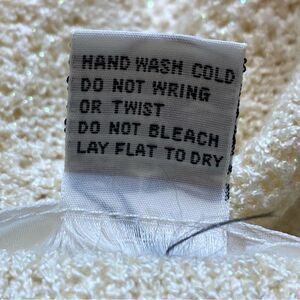 HAND WASH COLD
DO NOT WRING
OR TWIST
DO NOT BLEACH
LAY FLAT TO DRY